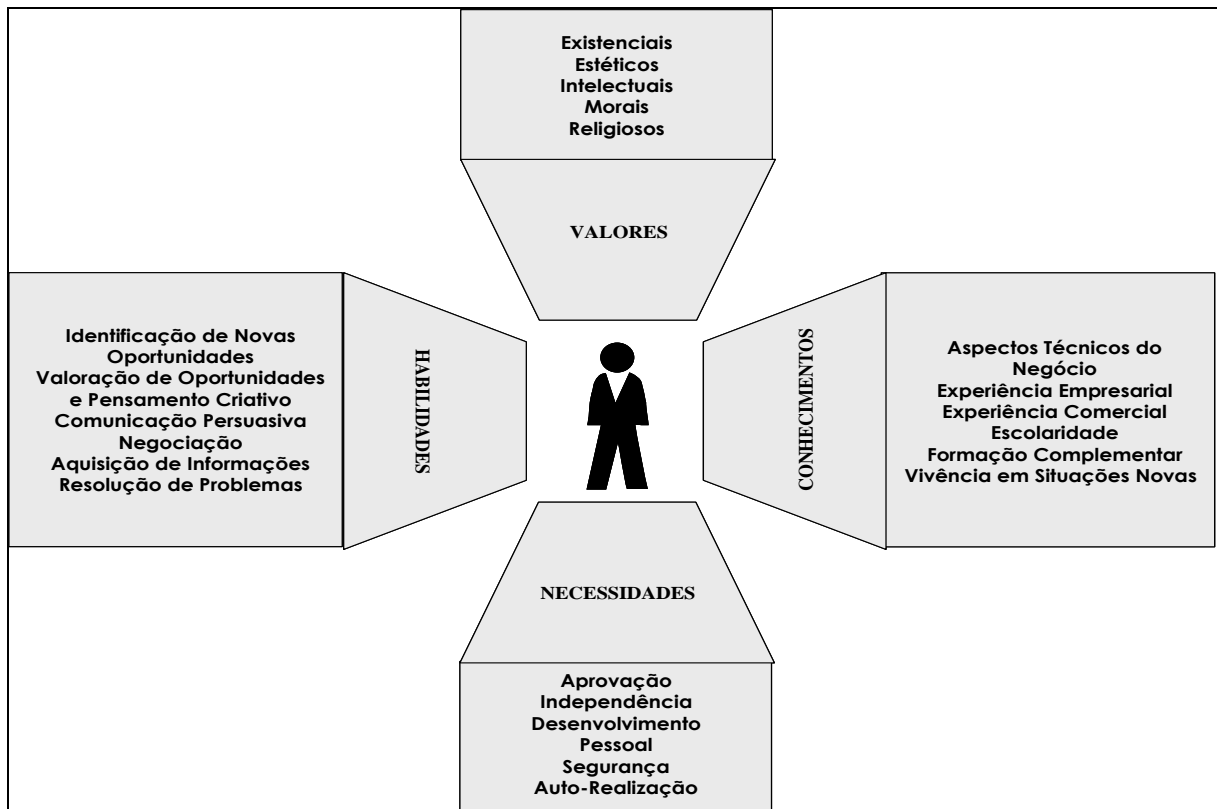 Existenciais
Estéticos
Intelectuais
Morais
Religiosos
VALORES
Identificação de Novas
Oportunidades
Valoração de Oportunidades
e Pensamento Criativo
Comunicação Persuasiva
Negociação
Aquisição de Informações
Resolução de Problemas
HABILIDADES
CONHECIMENTOS
Aspectos Técnicos do
Negócio
Experiência Empresarial
Experiência Comercial
Escolaridade
Formação Complementar
Vivência em Situações Novas
NECESSIDADES
Aprovação
Independência
Desenvolvimento
Pessoal
Segurança
Auto-Realização